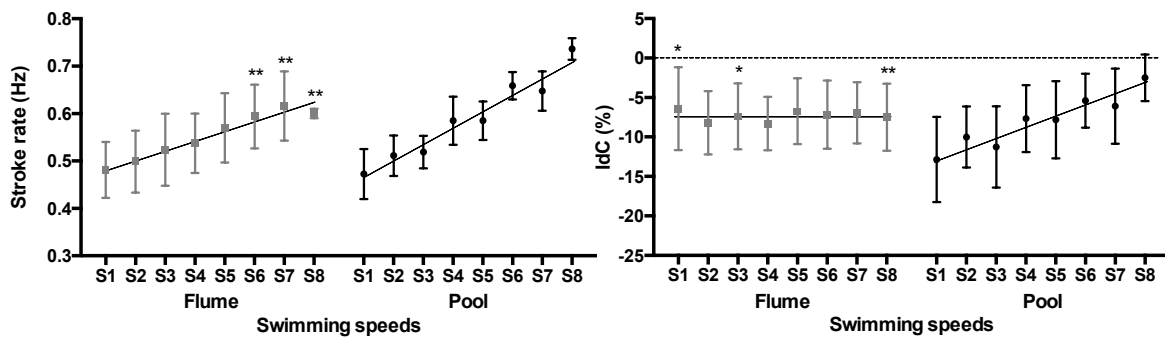 Stroke rate (Hz)
0.8
0.7
0.6
0.5
0.4
0.3
** ** **
S1 S2 S3 S4 S5 S6 S7 S8 S1 S2 S3 S4 S5 S6 S7 S8
Flume Pool
Swimming speeds
IdC (%)
5
0
-5
-10
-15
-20
-25
* * **
S1 S2 S3 S4 S5 S6 S7 S8 S1 S2 S3 S4 S5 S6 S7 S8
Flume Pool
Swimming speeds